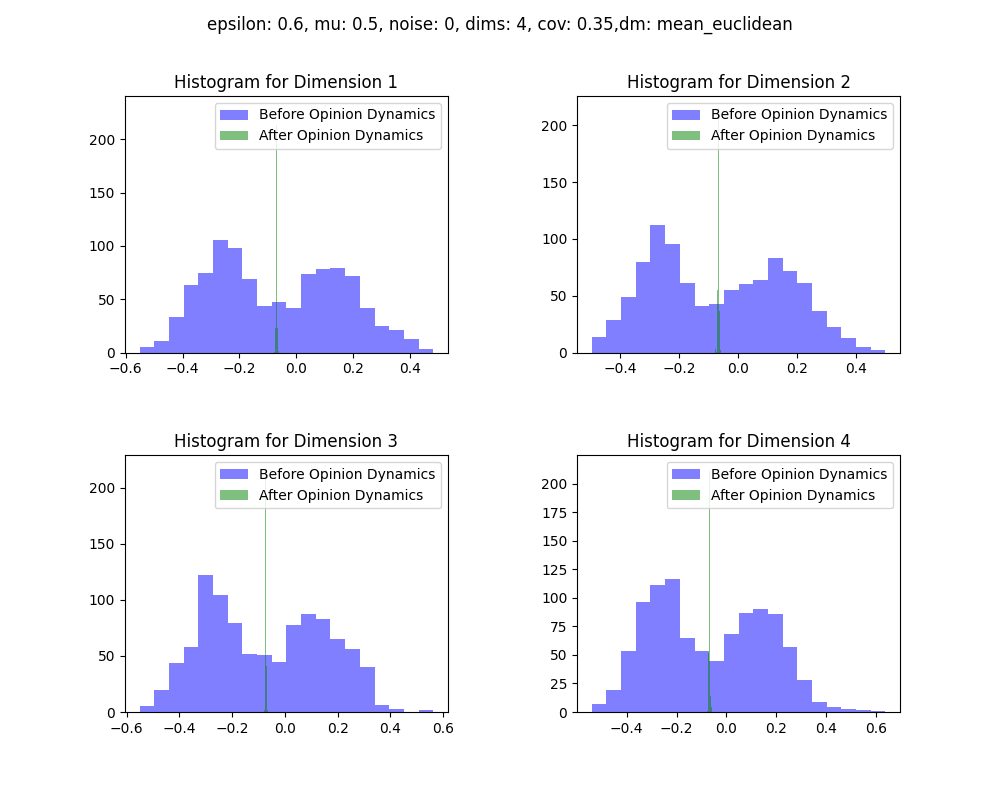 epsilon: 0.6, mu: 0.5, noise: 0, dims: 4, cov: 0.35,dm: mean_euclidean
Histogram for Dimension 1
Before Opinion Dynamics
After Opinion Dynamics
200
150
100
50
0
−0.6 −0.4 −0.2 0.0 0.2 0.4
Histogram for Dimension 2
Before Opinion Dynamics
After Opinion Dynamics
200
150
100
50
0
−0.4 −0.2 0.0 0.2 0.4
Histogram for Dimension 3
Before Opinion Dynamics
After Opinion Dynamics
200
150
100
50
0
−0.6 −0.4 −0.2 0.0 0.2 0.4 0.6
Histogram for Dimension 4
Before Opinion Dynamics
After Opinion Dynamics
200
175
150
125
100
75
50
25
0
−0.4 −0.2 0.0 0.2 0.4 0.6